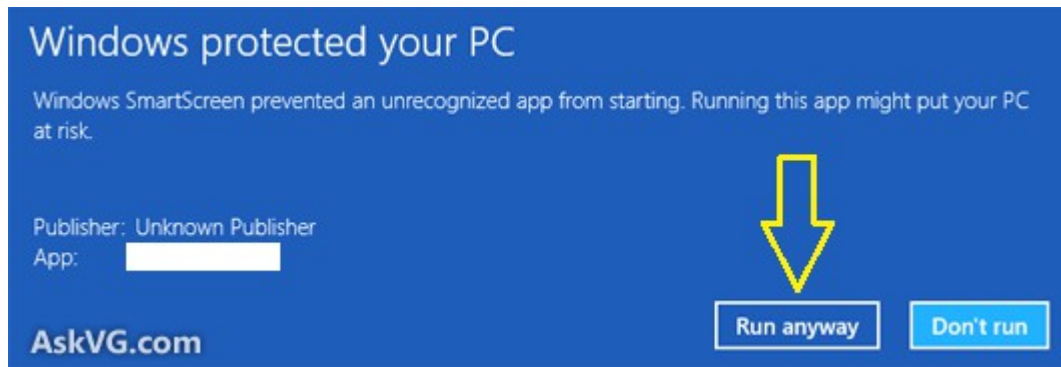 Windows protected your PC
Windows SmartScreen prevented an unrecognized app from starting. Running this app might put your PC
at risk.
Publisher: Unknown Publisher
App:
Run anyway
Don't run
AskVG.com